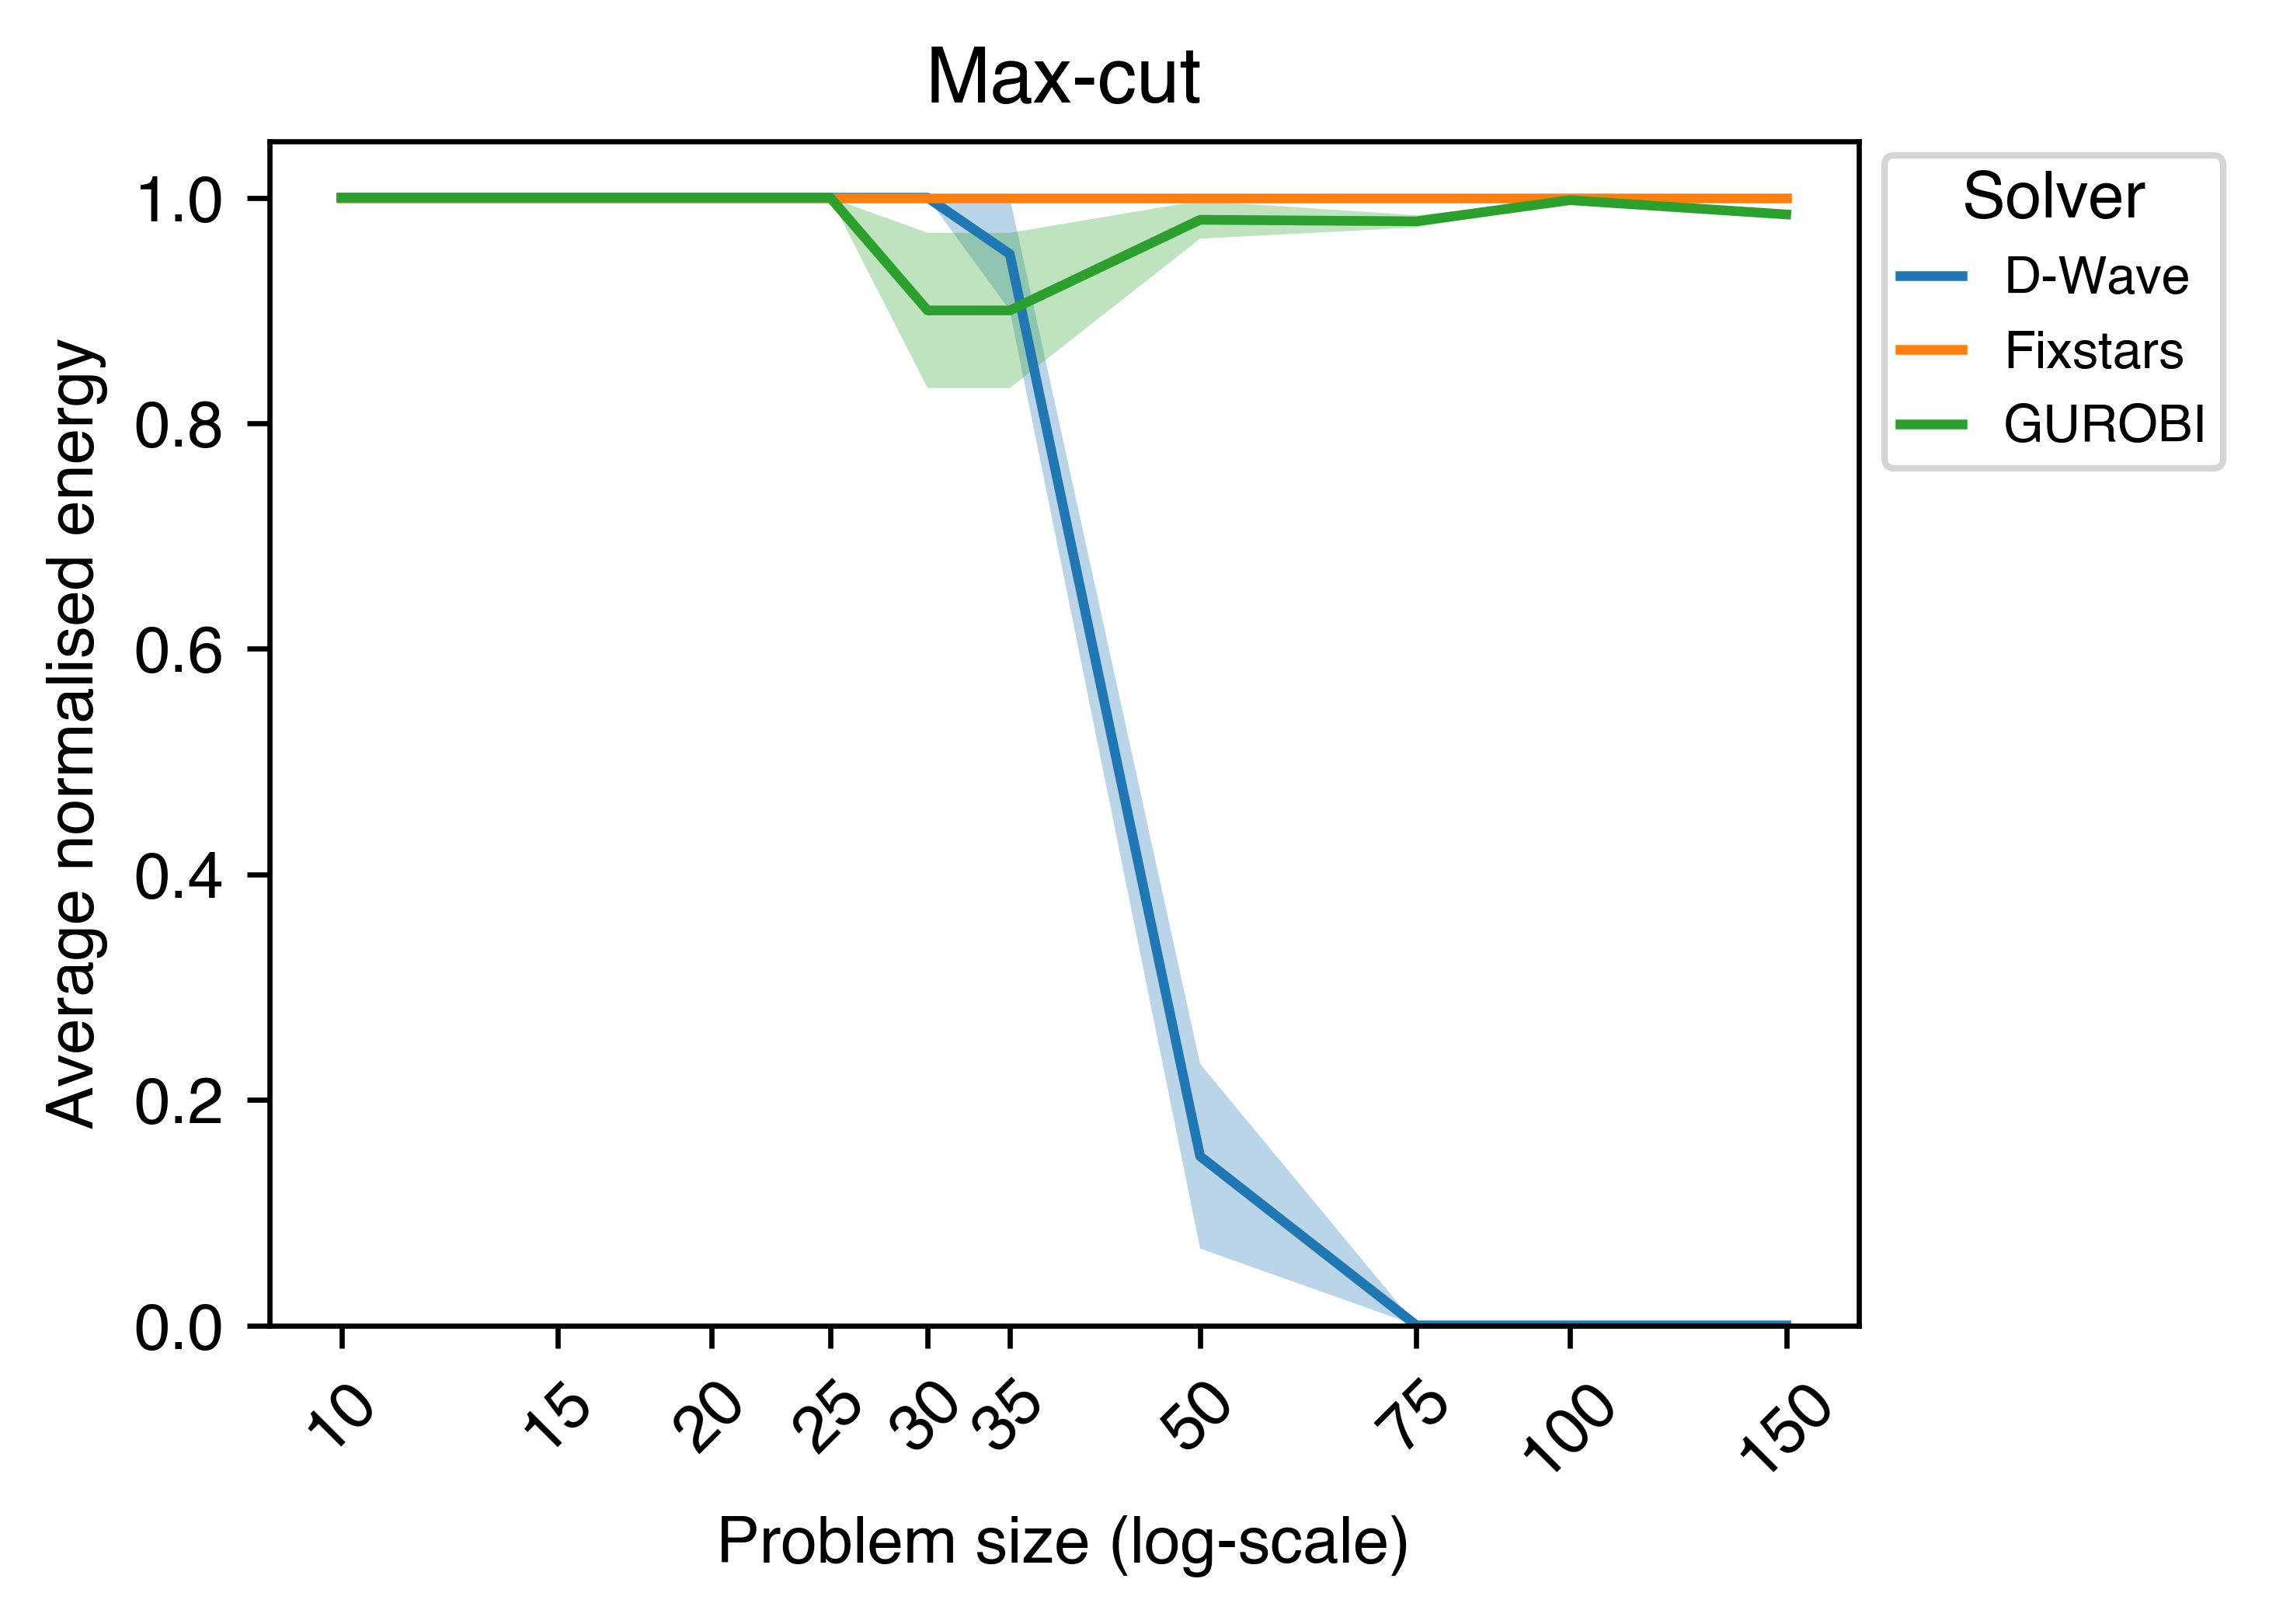 Max-cut
Average normalised energy
1.0
0.8
0.6
0.4
0.2
0.0
10
15
20
25
30
35
50
75
100
150
Problem size (log-scale)
Solver
D-Wave
Fixstars
GUROBI